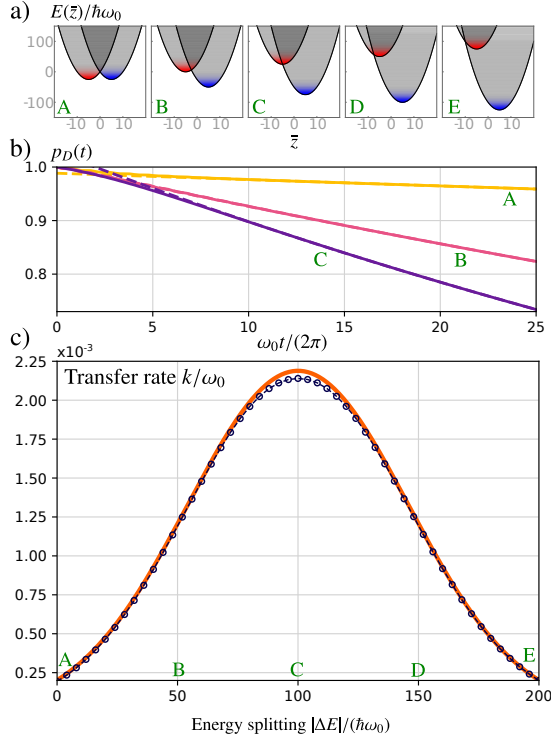 a)
E(z̄)/ħω₀
100
0
-100
A
B
C
D
E
-10 0 10
-10 0 10
-10 0 10
-10 0 10
-10 0 10
z̄
b)
p_D(t)
1.0
0.9
0.8
A
B
C
0 5 10 15 20 25
ω₀t/(2π)
c)
x10⁻³
Transfer rate k/ω₀
2.25
2.00
1.75
1.50
1.25
1.00
0.75
0.50
0.25
A B C D E
0 50 100 150 200
Energy splitting |ΔE|/(ħω₀)